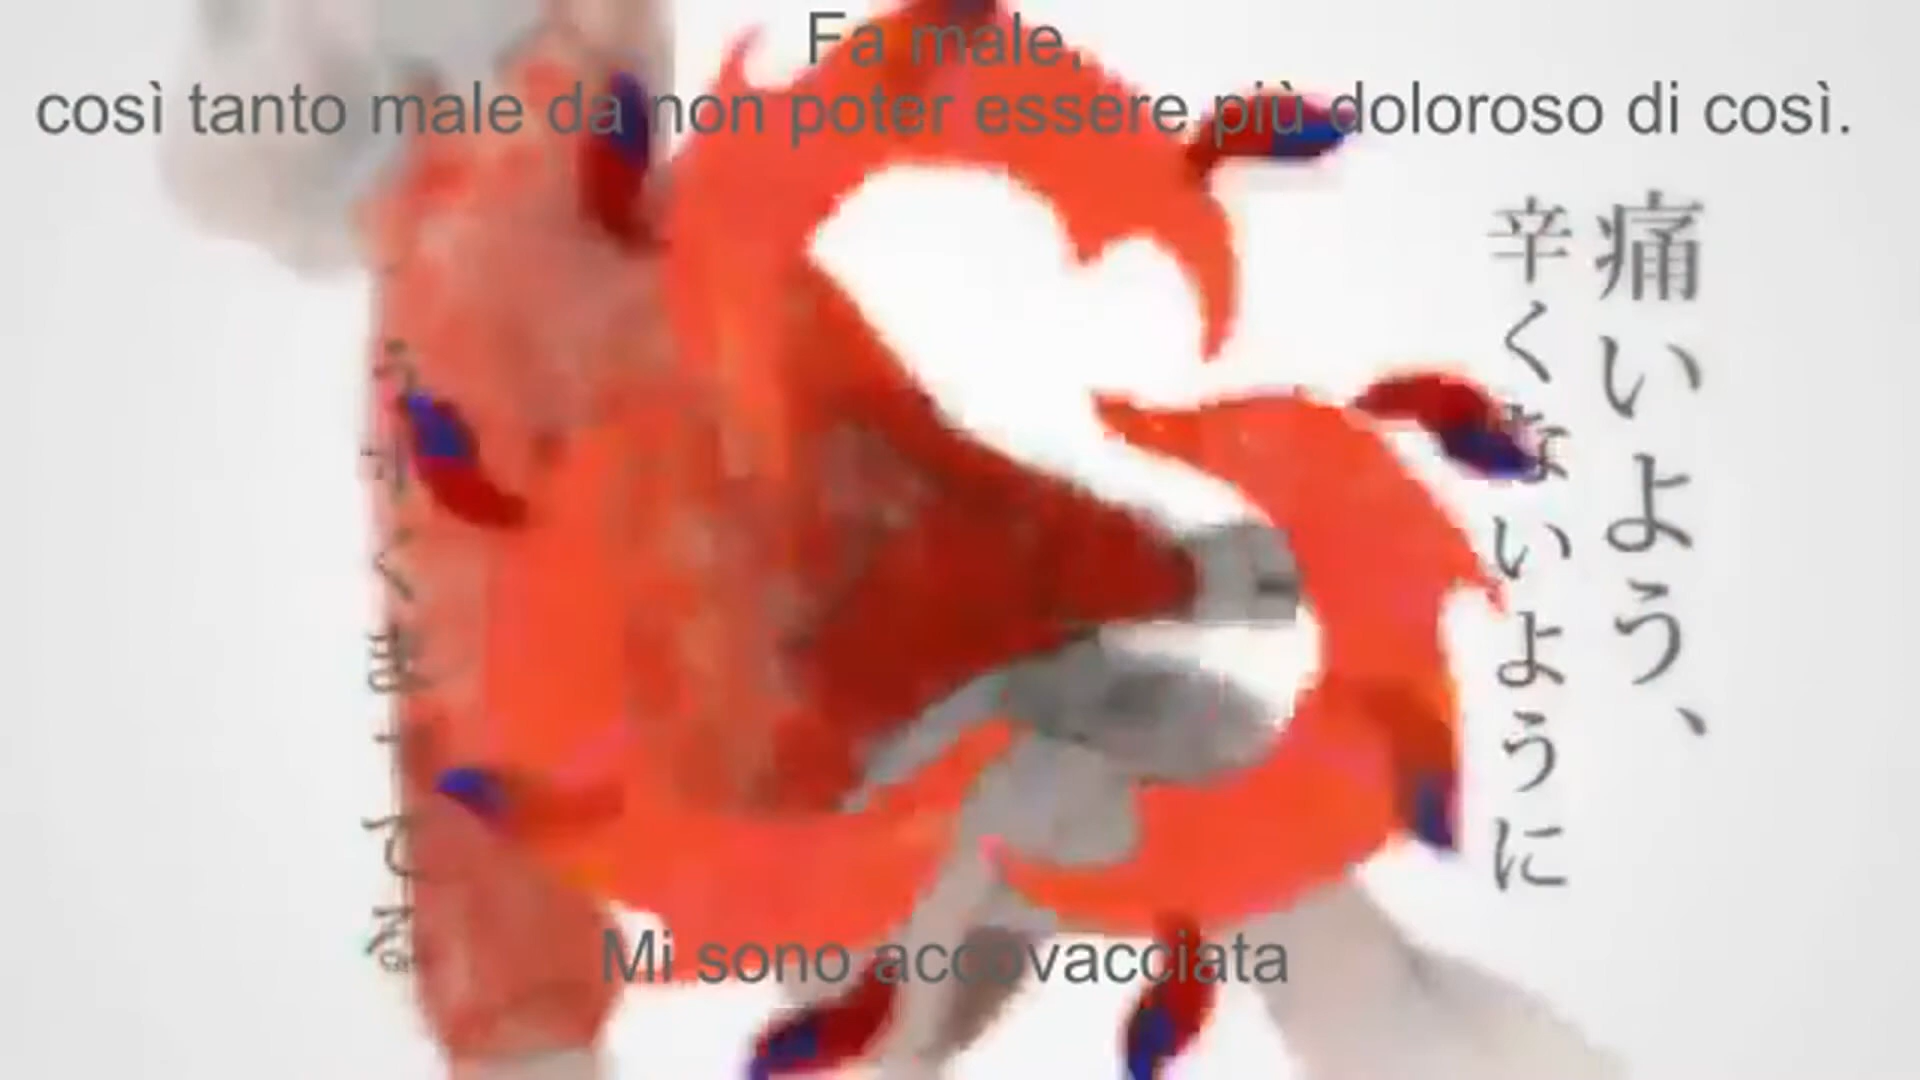 Fa male,
così tanto male da non poter essere più doloroso di così.
痛いよう、
辛くないように
Mi sono accovacciata